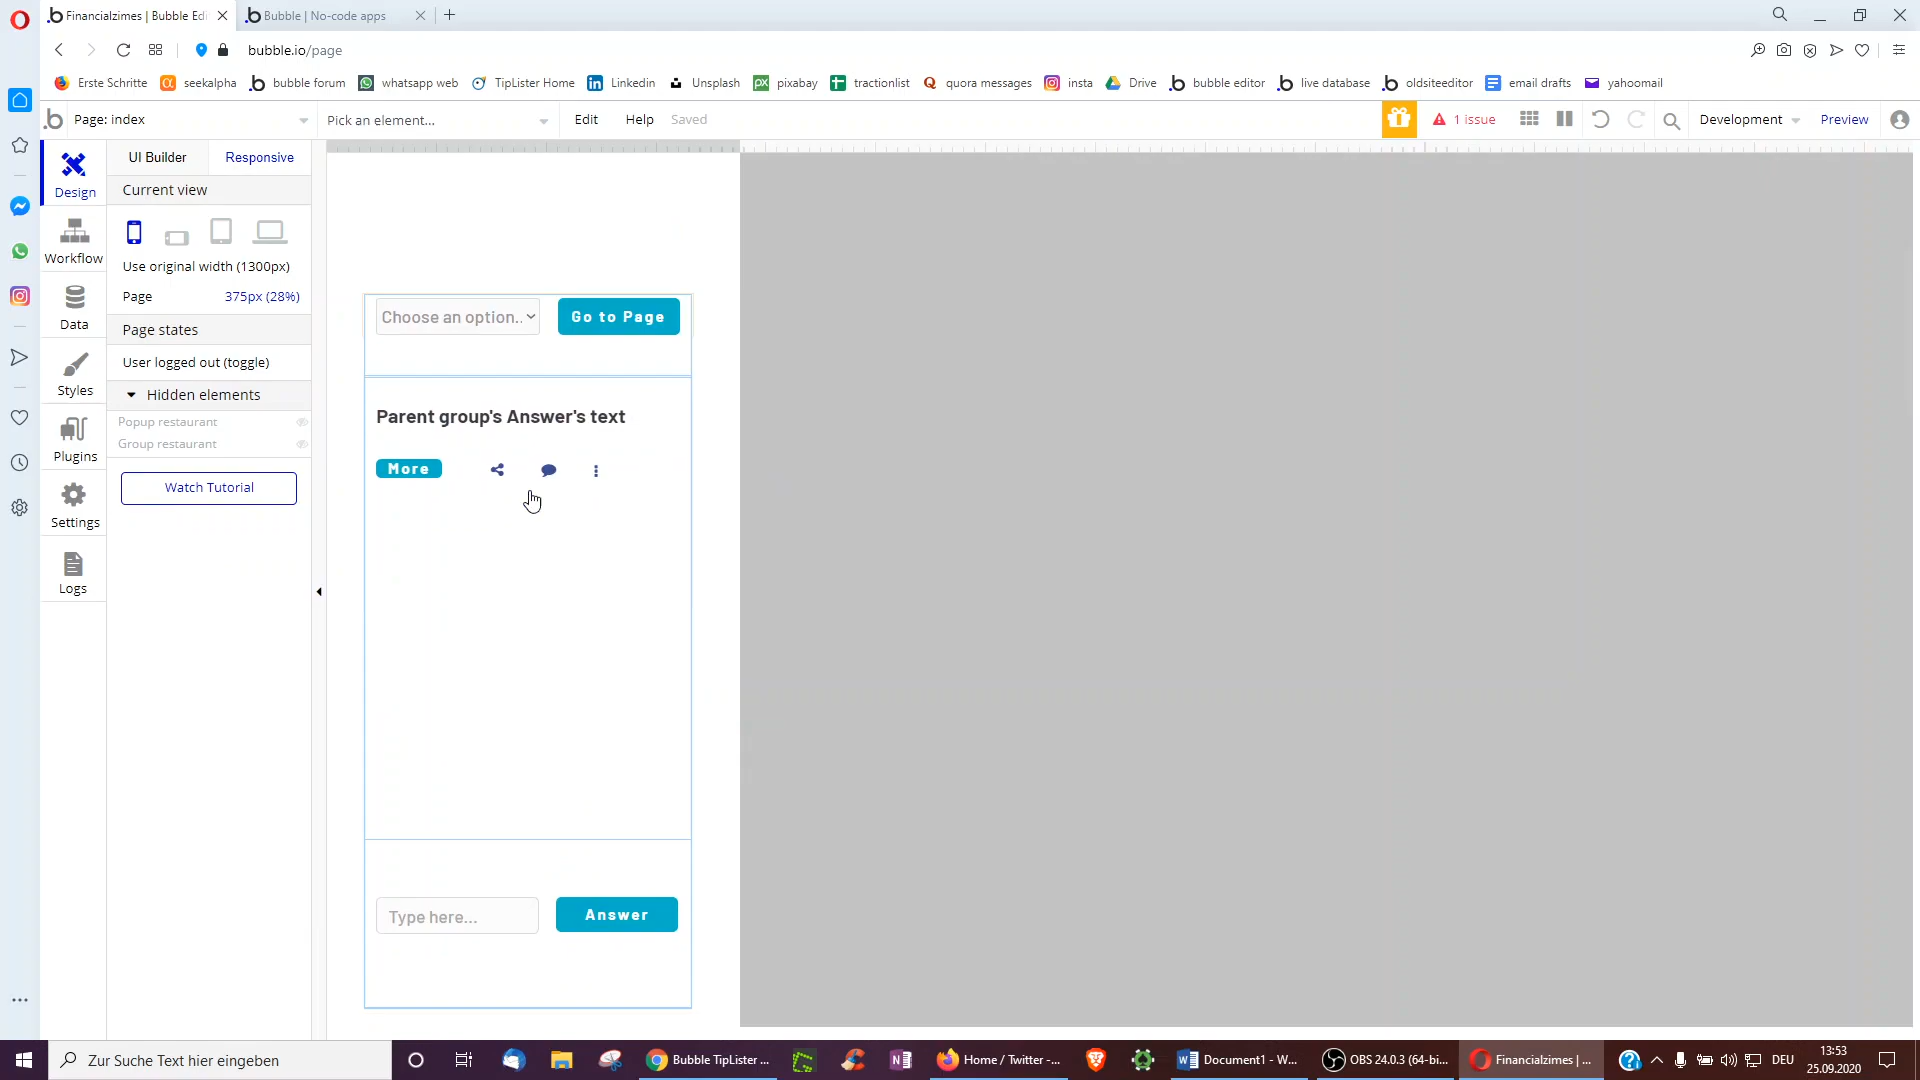 Financialzimes | Bubble Edi
Bubble | No-code apps
bubble.io/page
Erste Schritte
seekalpha
bubble forum
whatsapp web
TipLister Home
Linkedin
Unsplash
pixabay
tractionlist
quora messages
insta
Drive
bubble editor
live database
oldsiteeditor
email drafts
yahoomail
Page: index
Pick an element...
Edit
Help
Saved
1 issue
Development
Preview
Design
Workflow
Data
Styles
Plugins
Settings
Logs
UI Builder
Responsive
Current view
Use original width (1300px)
Page
375px (28%)
Page states
User logged out (toggle)
Hidden elements
Popup restaurant
Group restaurant
Watch Tutorial
Choose an option..
Go to Page
Parent group's Answer's text
More
Type here...
Answer
Zur Suche Text hier eingeben
Bubble TipLister ...
Home / Twitter -...
Document1 - W...
OBS 24.0.3 (64-bi...
Financialzimes | ...
DEU
13:53
25.09.2020